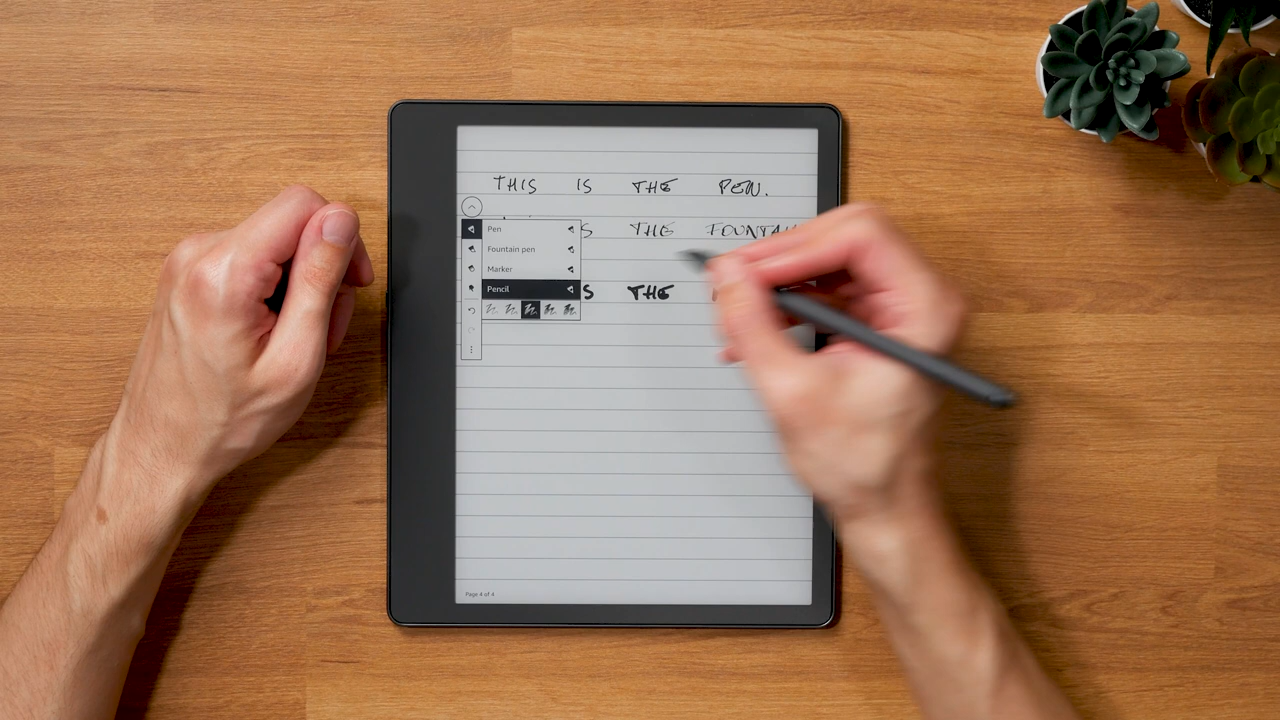 THIS IS THE PEN.
S THE FOUNTAI
S THE
Pen
Fountain pen
Marker
Pencil
Page 4 of 4